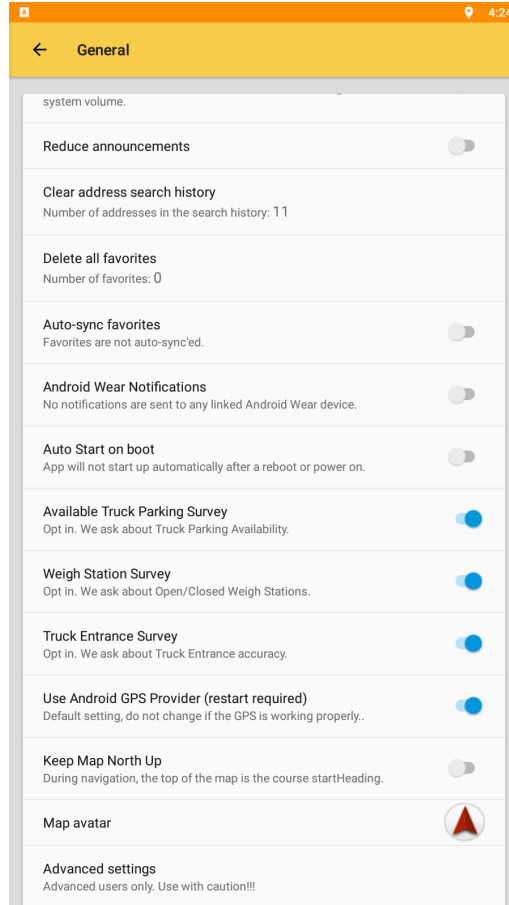 4:24
General
system volume.
Reduce announcements
Clear address search history
Number of addresses in the search history: 11
Delete all favorites
Number of favorites: 0
Auto-sync favorites
Favorites are not auto-sync'ed.
Android Wear Notifications
No notifications are sent to any linked Android Wear device.
Auto Start on boot
App will not start up automatically after a reboot or power on.
Available Truck Parking Survey
Opt in. We ask about Truck Parking Availability.
Weigh Station Survey
Opt in. We ask about Open/Closed Weigh Stations.
Truck Entrance Survey
Opt in. We ask about Truck Entrance accuracy.
Use Android GPS Provider (restart required)
Default setting, do not change if the GPS is working properly..
Keep Map North Up
During navigation, the top of the map is the course startHeading.
Map avatar
Advanced settings
Advanced users only. Use with caution!!!